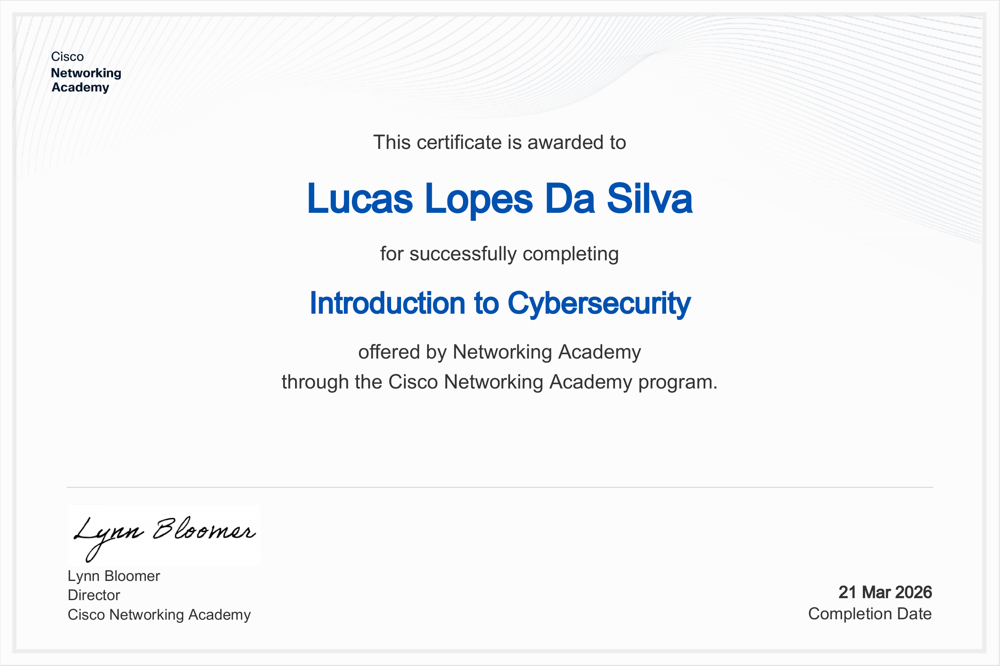 Cisco
Networking
Academy
This certificate is awarded to
Lucas Lopes Da Silva
for successfully completing
Introduction to Cybersecurity
offered by Networking Academy
through the Cisco Networking Academy program.
Lynn Bloomer
Lynn Bloomer
Director
Cisco Networking Academy
21 Mar 2026
Completion Date